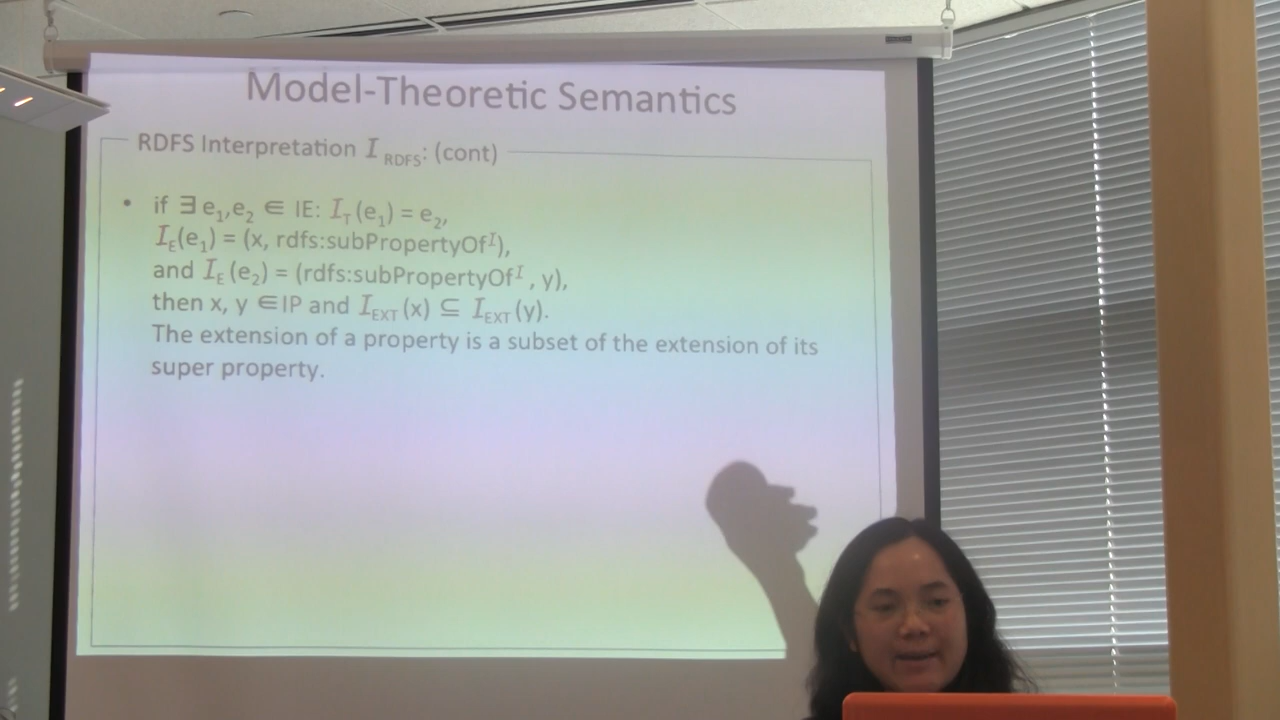 Model-Theoretic Semantics
RDFS Interpretation I RDFS: (cont)
• if ∃ e1,e2 ∈ IE: IT (e1) = e2,
IE(e1) = (x, rdfs:subPropertyOfI),
and IE (e2) = (rdfs:subPropertyOfI , y),
then x, y ∈ IP and IEXT (x) ⊆ IEXT (y).
The extension of a property is a subset of the extension of its
super property.